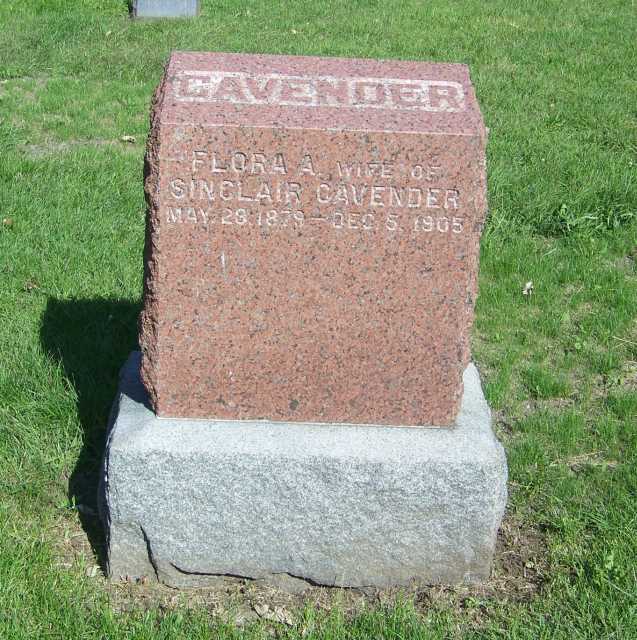 CAVENDER
FLORA A. WIFE OF
SINCLAIR CAVENDER
MAY. 28, 1879 — DEC. 5, 1905